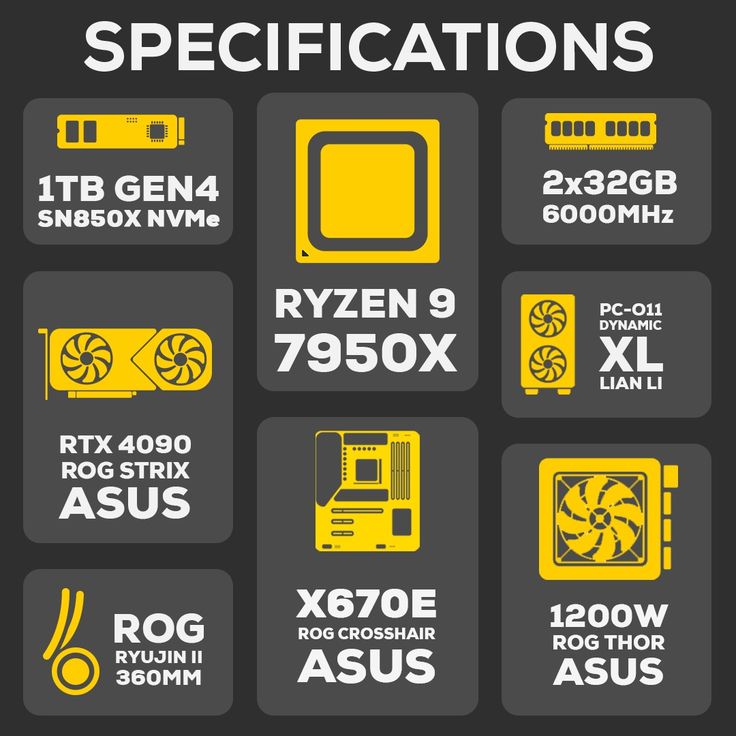 SPECIFICATIONS
1TB GEN4
SN850X NVMe
RYZEN 9
7950X
2x32GB
6000MHz
RTX 4090
ROG STRIX
ASUS
PC-O11
DYNAMIC
XL
LIAN LI
ROG
RYUJIN II
360MM
X670E
ROG CROSSHAIR
ASUS
1200W
ROG THOR
ASUS